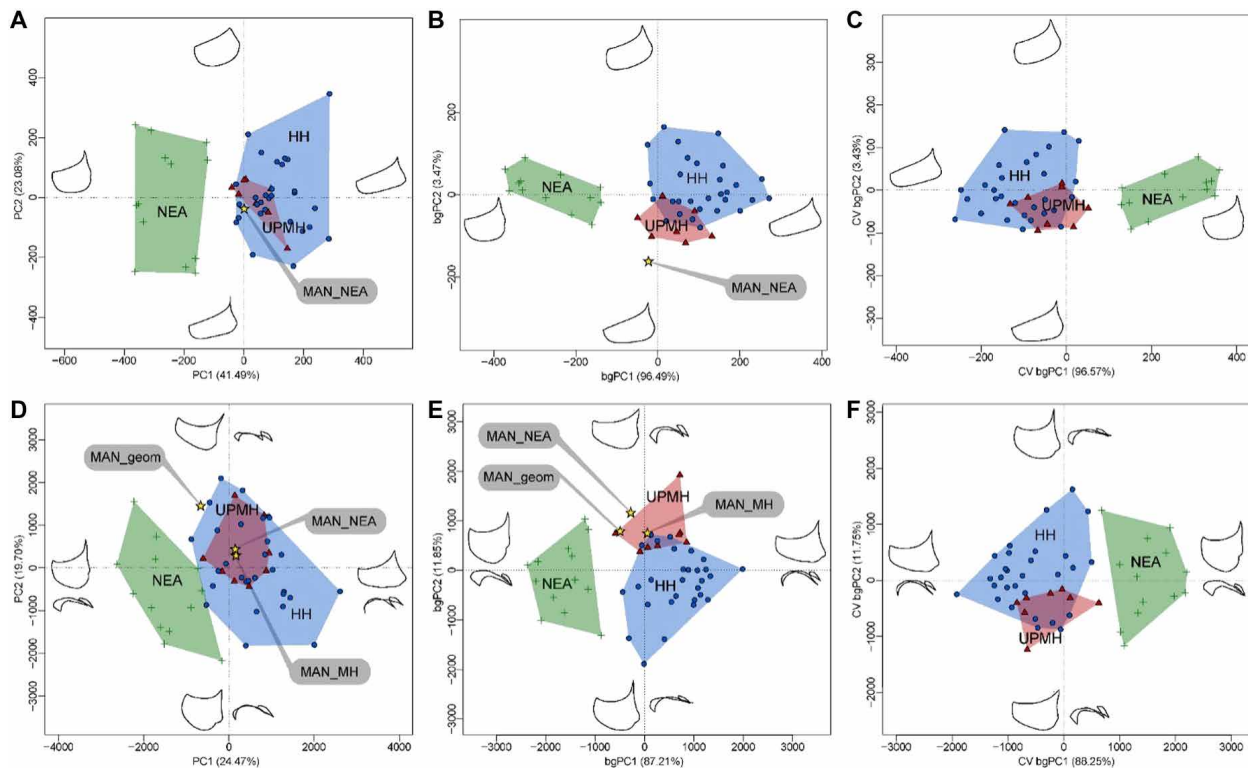 A
PC2 (23.08%)
400
200
0
−200
−400
HH
NEA
UPMH
MAN_NEA
−600 −400 −200 0 200 400
PC1 (41.49%)
B
bgPC2 (3.47%)
200
0
−200
NEA
HH
UPMH
MAN_NEA
−400 −200 0 200 400
bgPC1 (96.49%)
C
CV bgPC2 (3.43%)
300
200
100
0
−100
−200
−300
HH
UPMH
NEA
−400 −200 0 200 400
CV bgPC1 (96.57%)
D
PC2 (19.79%)
3000
2000
1000
0
−1000
−2000
−3000
MAN_geom
UPMH
MAN_NEA
NEA
HH
MAN_MH
−4000 −2000 0 2000 4000
PC1 (24.47%)
E
bgPC2 (11.85%)
3000
2000
1000
0
−1000
−2000
−3000
MAN_NEA
MAN_geom
UPMH
MAN_MH
NEA
HH
−3000 −2000 −1000 0 1000 2000 3000
bgPC1 (87.21%)
F
CV bgPC2 (11.75%)
3000
2000
1000
0
−1000
−2000
HH
NEA
UPMH
−3000 −2000 −1000 0 1000 2000 3000
CV bgPC1 (88.25%)